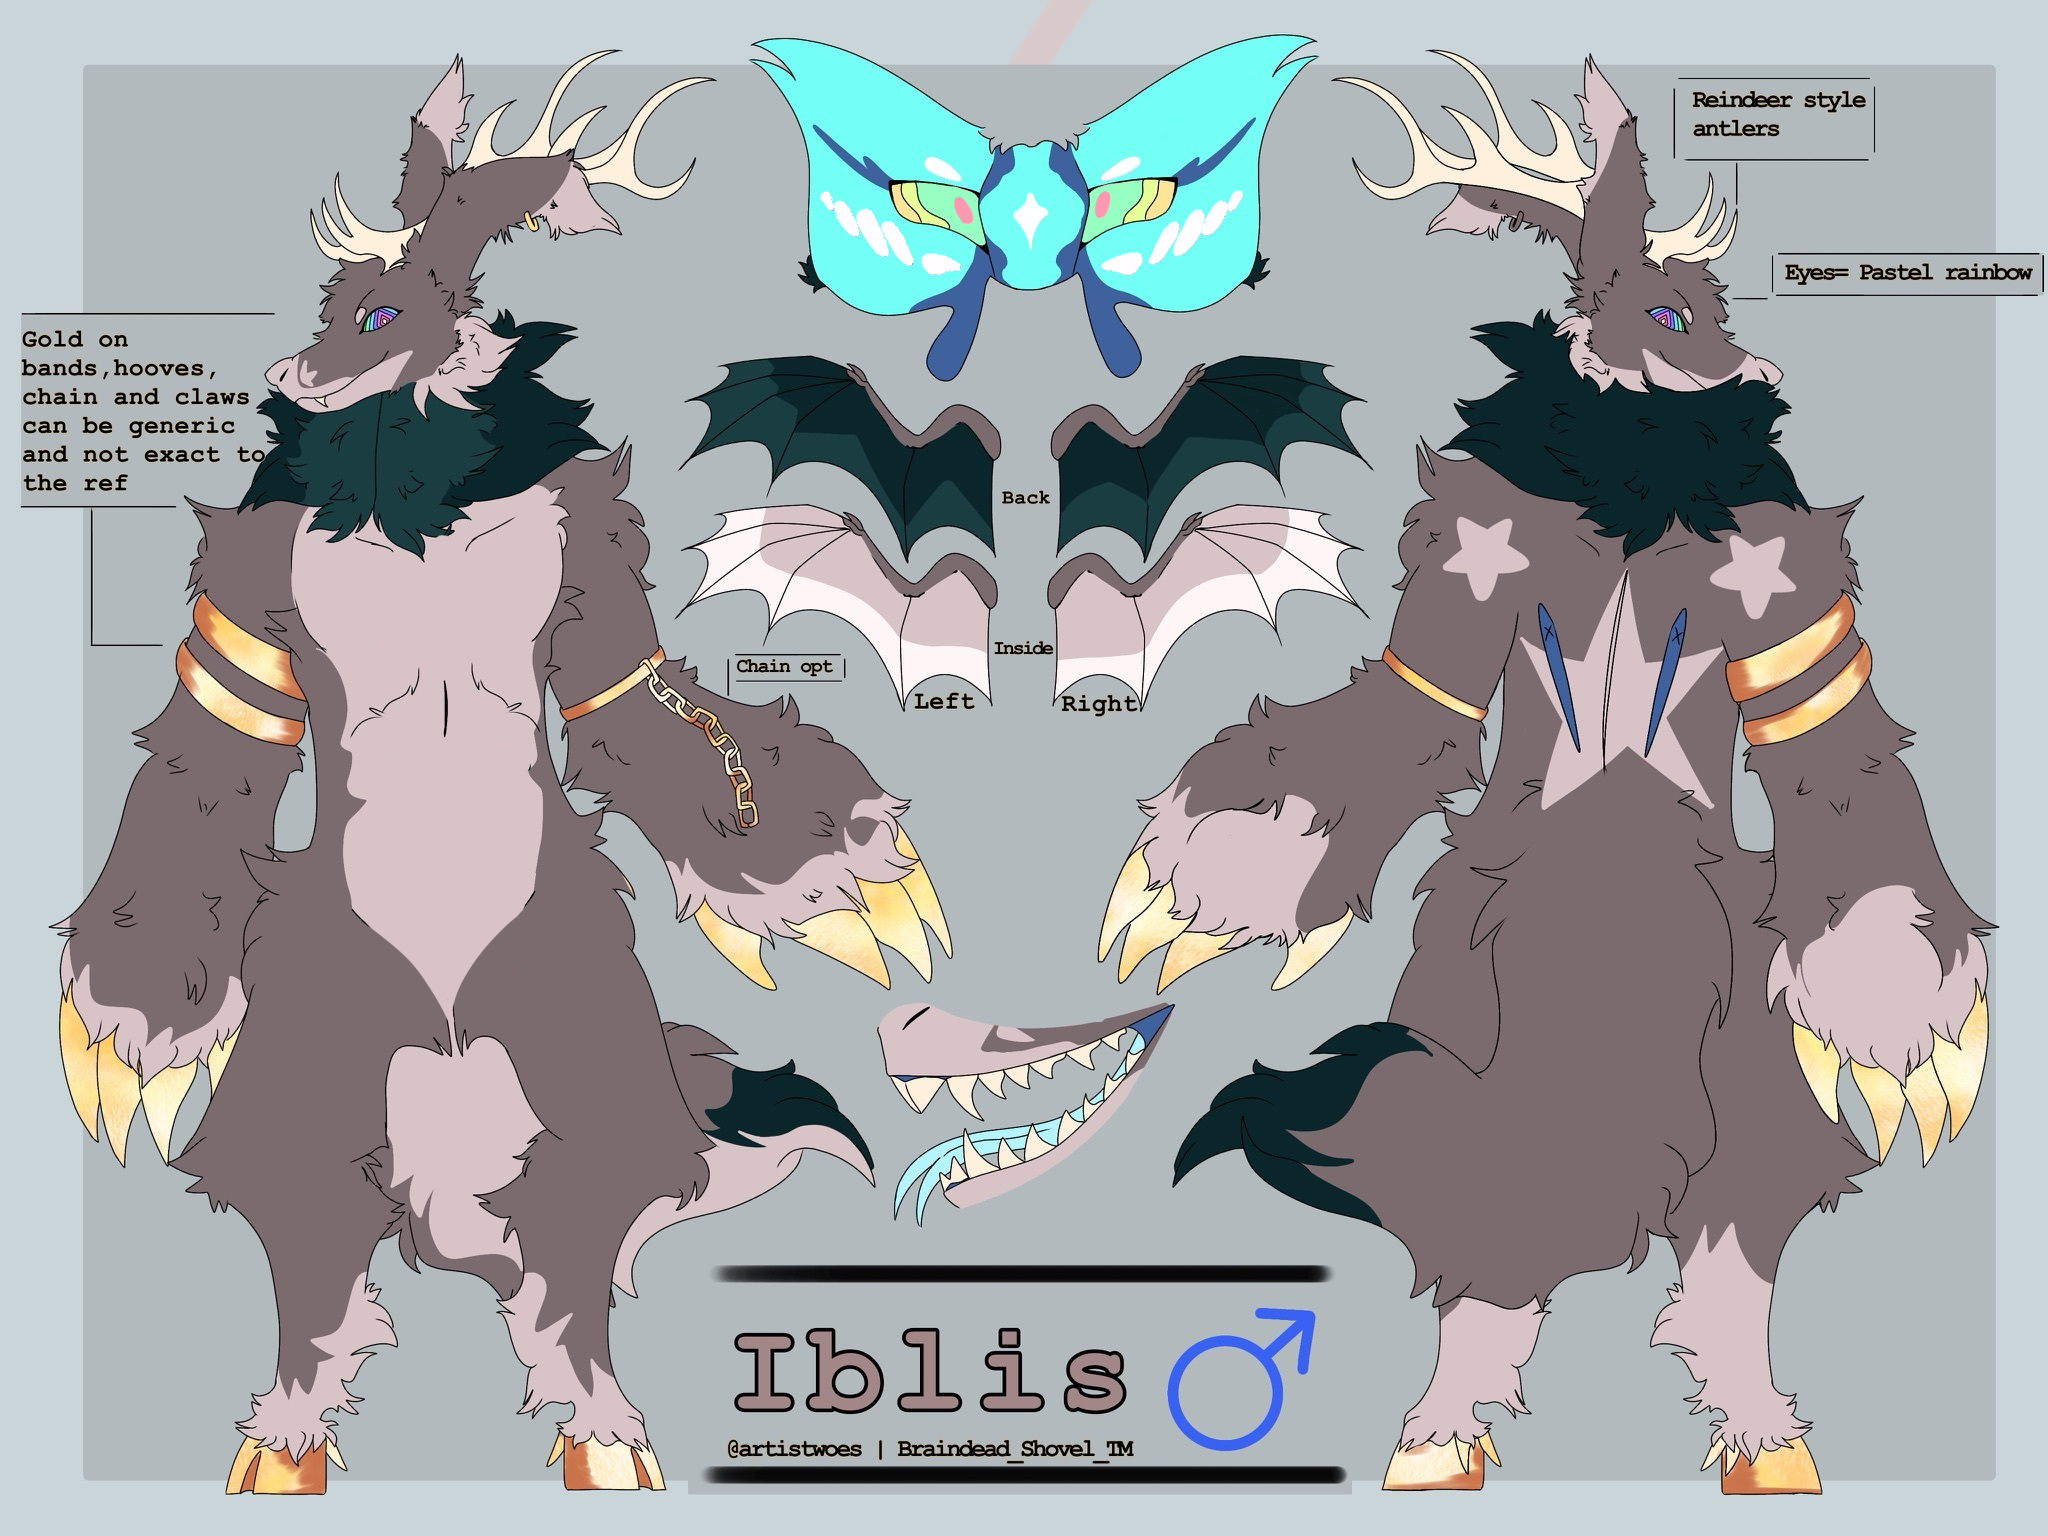 Reindeer style
antlers
Eyes= Pastel rainbow
Gold on
bands,hooves,
chain and claws
can be generic
and not exact to
the ref
Back
Inside
Chain opt
Left
Right
Iblis
@artistwoes | Braindead_Shovel_TM